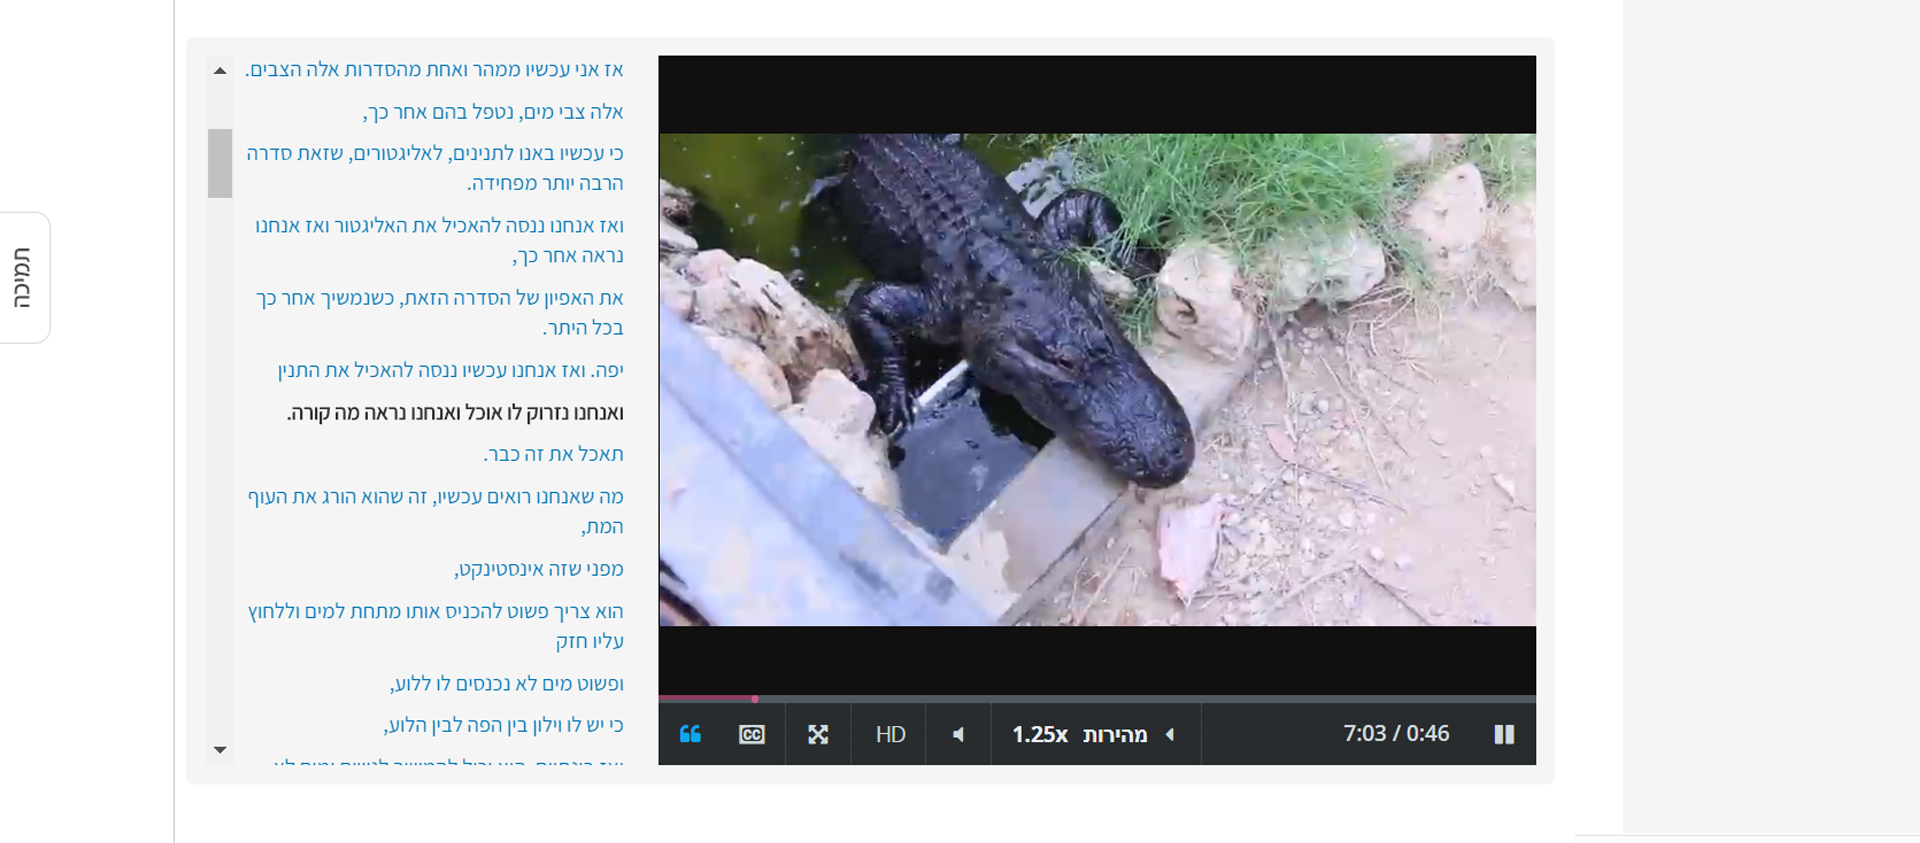 אז אני עכשיו ממהר ואחת מהסדרות אלה הצבים.
אלה צבי מים, נטפל בהם אחר כך,
כי עכשיו באנו לתנינים, לאליגטורים, שזאת סדרה
הרבה יותר מפחידה.
ואז אנחנו ננסה להאכיל את האליגטור ואז אנחנו
נראה אחר כך,
את האפיון של הסדרה הזאת, כשנמשיך אחר כך
בכל היתר.
יפה. ואז אנחנו עכשיו ננסה להאכיל את התנין
ואנחנו נזרוק לו אוכל ואנחנו נראה מה קורה.
תאכל את זה כבר.
מה שאנחנו רואים עכשיו, זה שהוא הורג את העוף
המת,
מפני שזה אינסטינקט,
הוא צריך פשוט להכניס אותו מתחת למים וללחוץ
עליו חזק
ופשוט מים לא נכנסים לו ללוע,
כי יש לו וילון בין הפה לבין הלוע,
7:03 / 0:46
מהירות 1.25x
HD
CC
תמיכה